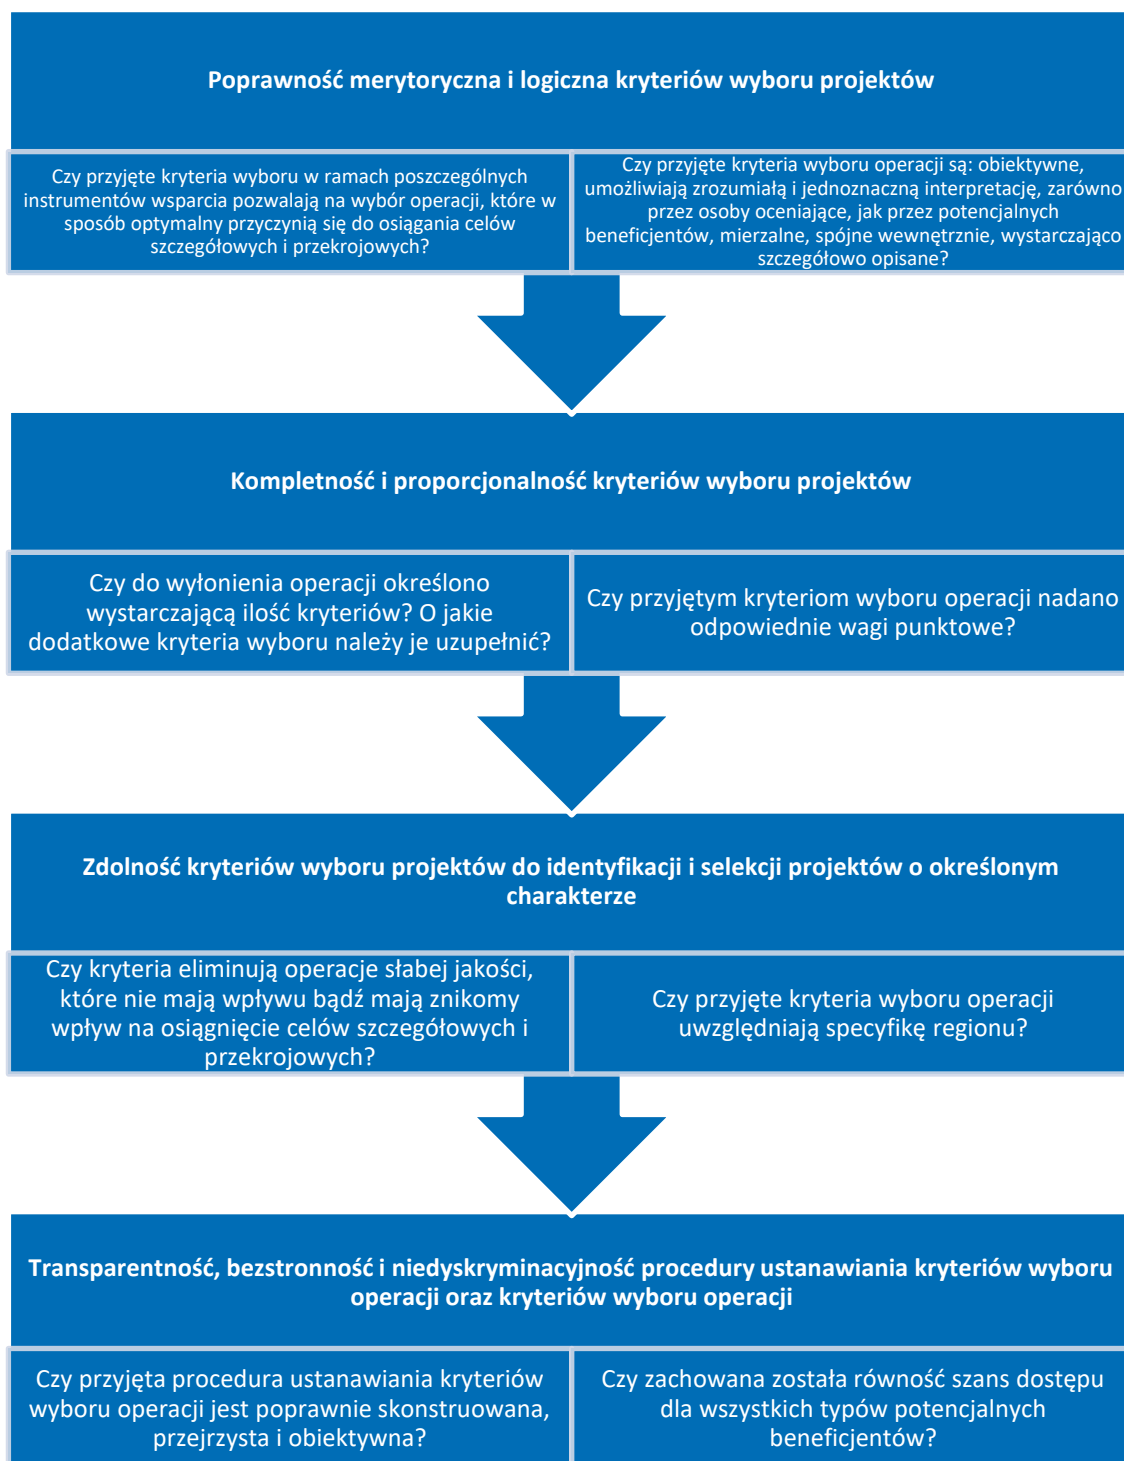 Poprawność merytoryczna i logiczna kryteriów wyboru projektów
Czy przyjęte kryteria wyboru w ramach poszczególnych
instrumentów wsparcia pozwalają na wybór operacji, które w
sposób optymalny przyczynią się do osiągania celów
szczegółowych i przekrojowych?
Czy przyjęte kryteria wyboru operacji są: obiektywne,
umożliwiają zrozumiałą i jednoznaczną interpretację, zarówno
przez osoby oceniające, jak przez potencjalnych
beneficjentów, mierzalne, spójne wewnętrznie, wystarczająco
szczegółowo opisane?
Kompletność i proporcjonalność kryteriów wyboru projektów
Czy do wyłonienia operacji określono
wystarczającą ilość kryteriów? O jakie
dodatkowe kryteria wyboru należy je uzupełnić?
Czy przyjętym kryteriom wyboru operacji nadano
odpowiednie wagi punktowe?
Zdolność kryteriów wyboru projektów do identyfikacji i selekcji projektów o określonym
charakterze
Czy kryteria eliminują operacje słabej jakości,
które nie mają wpływu bądź mają znikomy
wpływ na osiągnięcie celów szczegółowych i
przekrojowych?
Czy przyjęte kryteria wyboru operacji
uwzględniają specyfikę regionu?
Transparentność, bezstronność i niedyskryminacyjność procedury ustanawiania kryteriów wyboru
operacji oraz kryteriów wyboru operacji
Czy przyjęta procedura ustanawiania kryteriów
wyboru operacji jest poprawnie skonstruowana,
przejrzysta i obiektywna?
Czy zachowana została równość szans dostępu
dla wszystkich typów potencjalnych
beneficjentów?